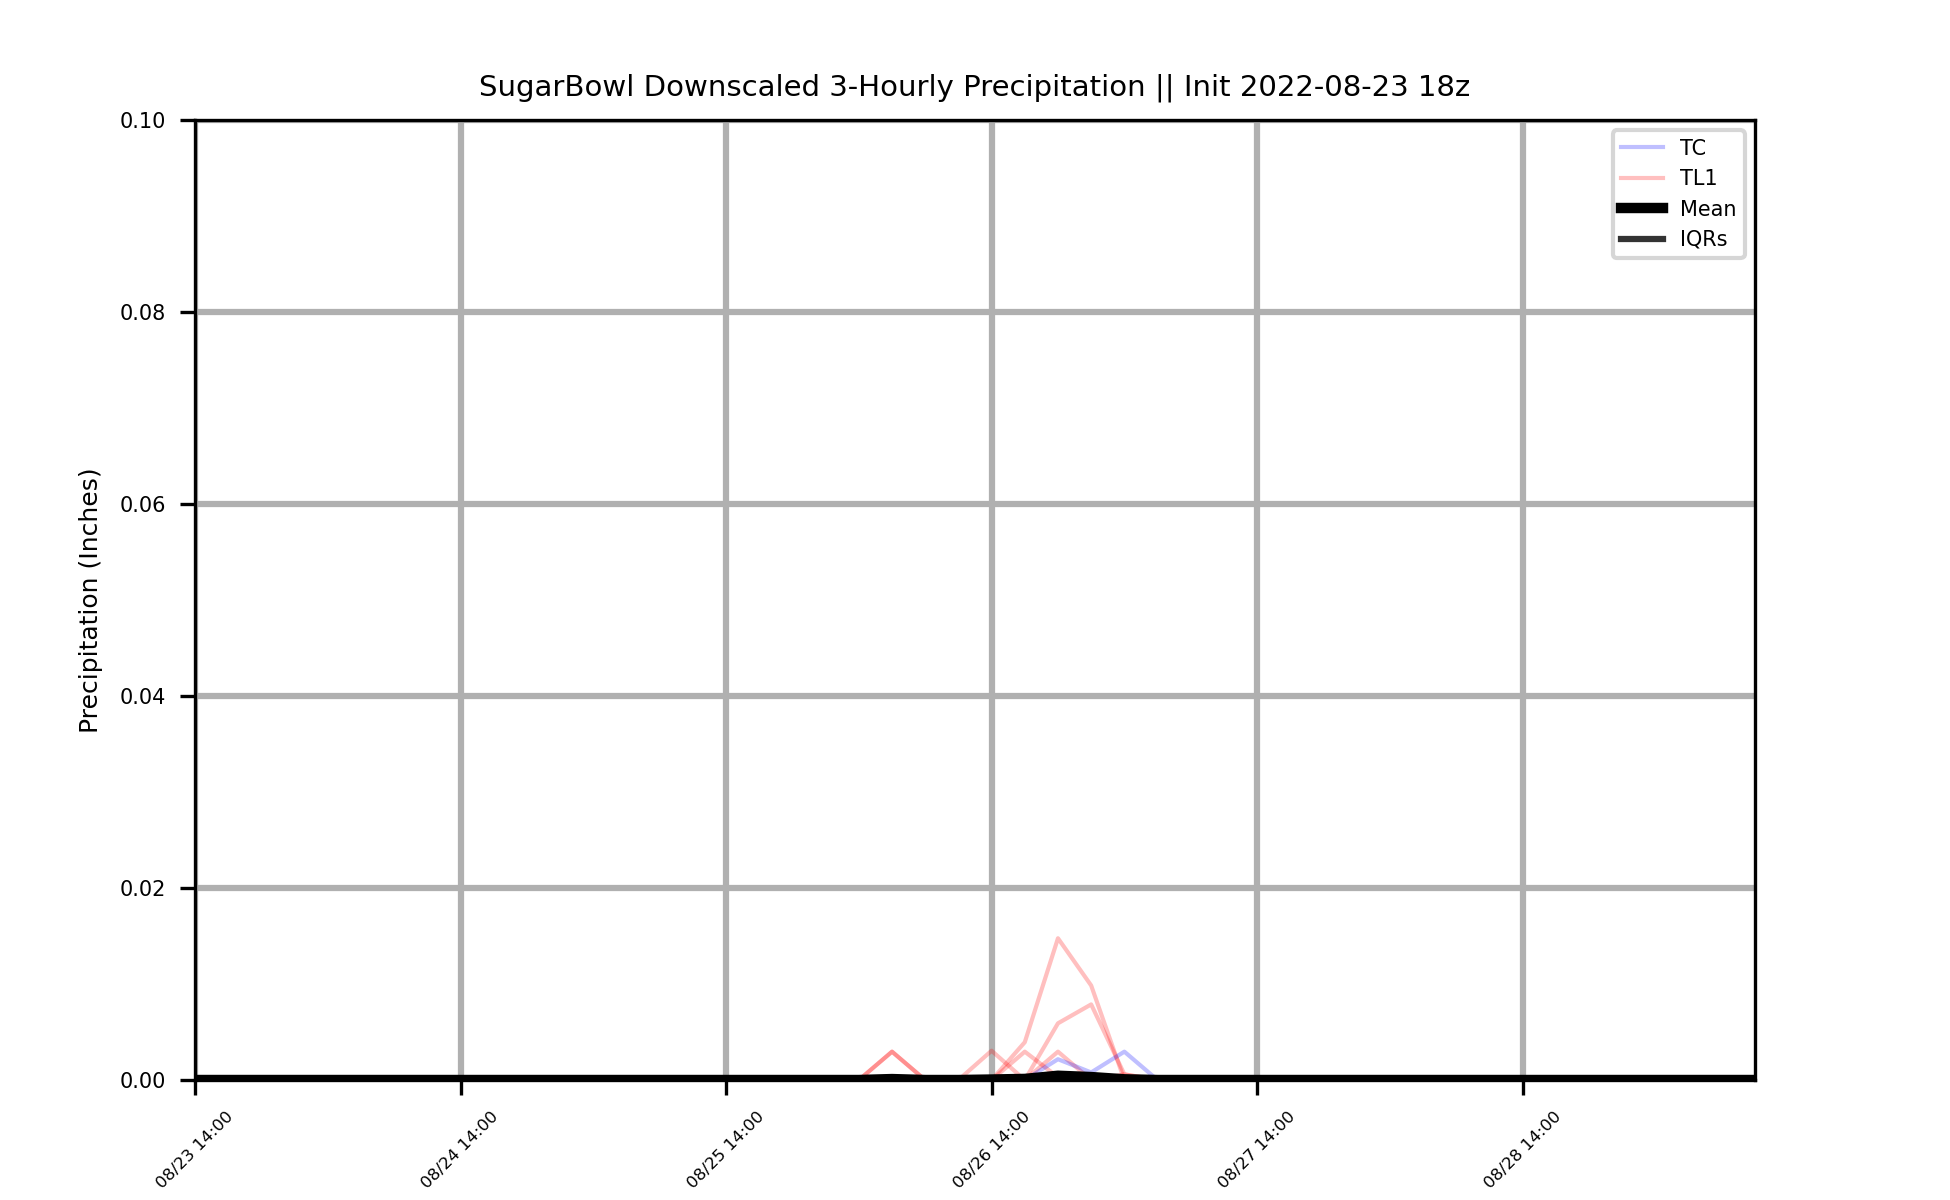 SugarBowl Downscaled 3-Hourly Precipitation || Init 2022-08-23 18z
0.10
0.08
0.06
0.04
0.02
0.00
Precipitation (Inches)
TC
TL1
Mean
IQRs
08/23 14:00
08/24 14:00
08/25 14:00
08/26 14:00
08/27 14:00
08/28 14:00